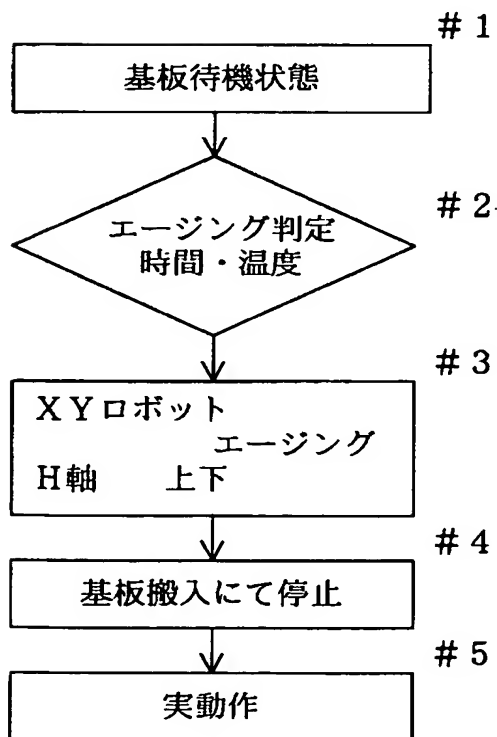 ＃1
基板待機状態
＃2
エージング判定
時間・温度
＃3
ＸＹロボット
エージング
Ｈ軸　上下
＃4
基板搬入にて停止
＃5
実動作